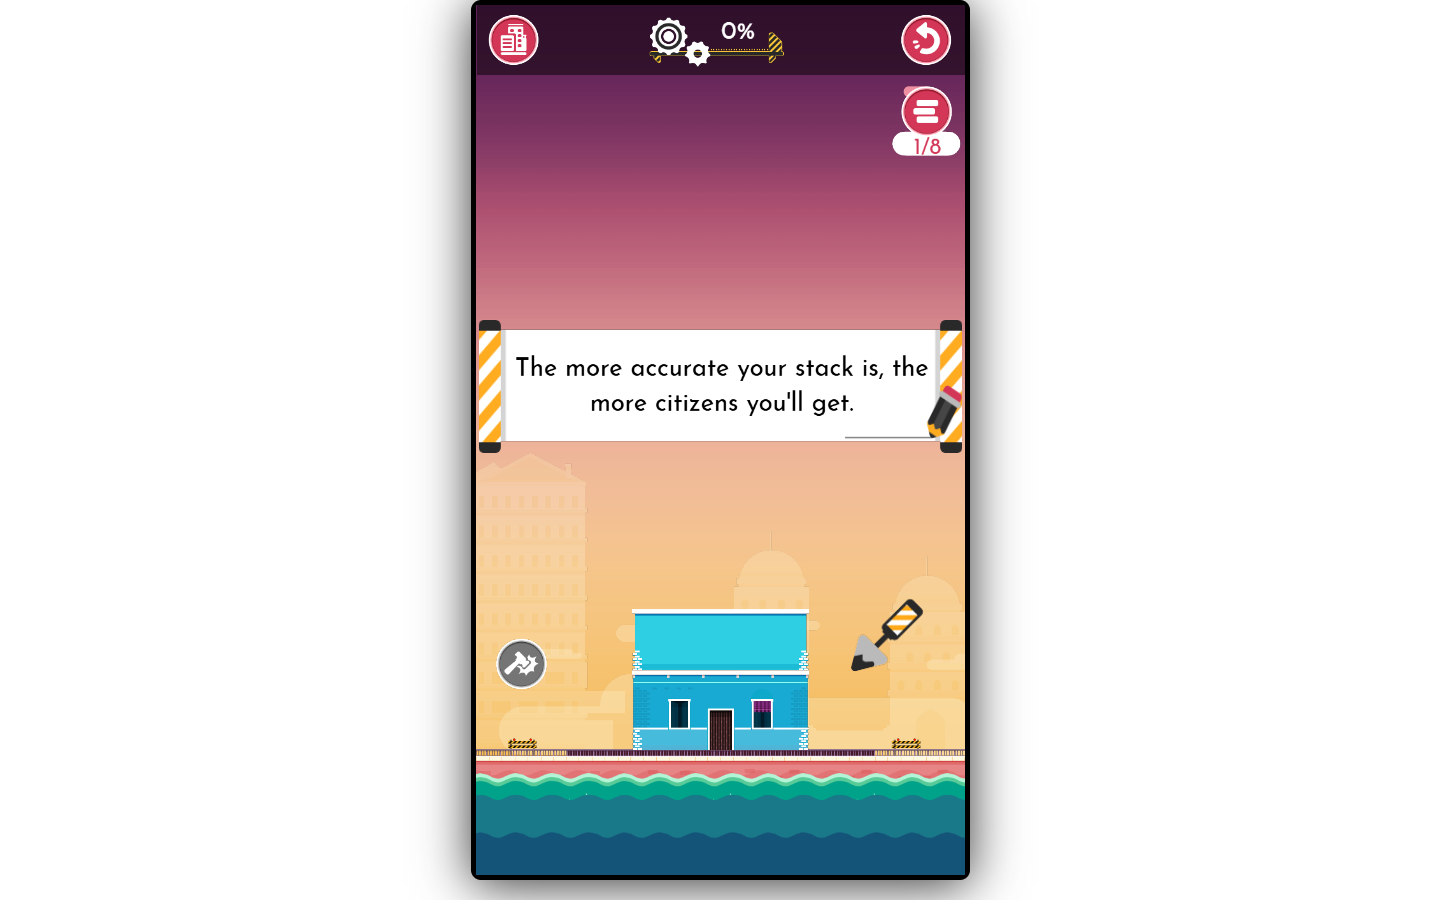 0%
1/8
The more accurate your stack is, the
more citizens you'll get.